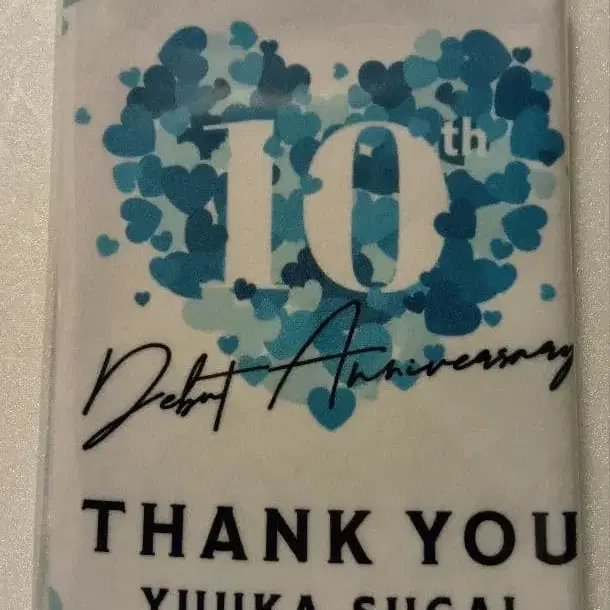 10th
Debut Anniversary
THANK YOU
YUUKA SUGAI